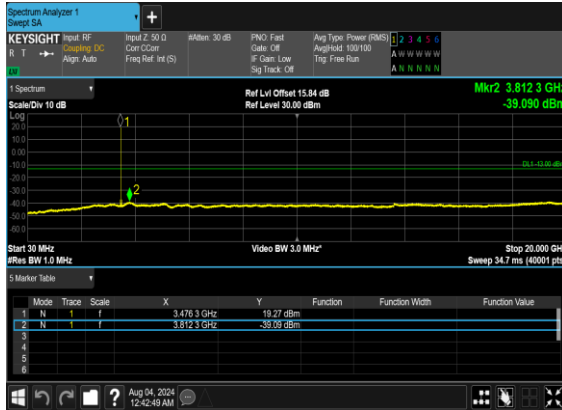 Spectrum Analyzer 1
Swept SA
+
KEYSIGHT Input: RF Input Z: 50 Ω #Atten: 30 dB PNO: Fast Avg Type: Power (RMS) 1 2 3 4 5 6
R T Coupling: DC Corr CCorr Gate: Off Avg|Hold: 100/100 A W W W W W
Align: Auto Freq Ref: Int (S) IF Gain: Low Trig: Free Run
Sig Track: Off A N N N N N
1 Spectrum Ref Lvl Offset 15.84 dB Mkr2 3.812 3 GHz
Scale/Div 10 dB Ref Level 30.00 dBm -39.090 dBm
Log
1
20.0
10.0
0.00
-10.0
DL1 -13.00 dBm
-20.0
-30.0
2
-40.0
-50.0
-60.0
Start 30 MHz Video BW 3.0 MHz* Stop 20.000 GHz
#Res BW 1.0 MHz Sweep 34.7 ms (40001 pts)
5 Marker Table
Mode Trace Scale X Y Function Function Width Function Value
1 N 1 f 3.476 3 GHz 19.27 dBm
2 N 1 f 3.812 3 GHz -39.09 dBm
3
4
5
6
? Aug 04, 2024
12:42:49 AM